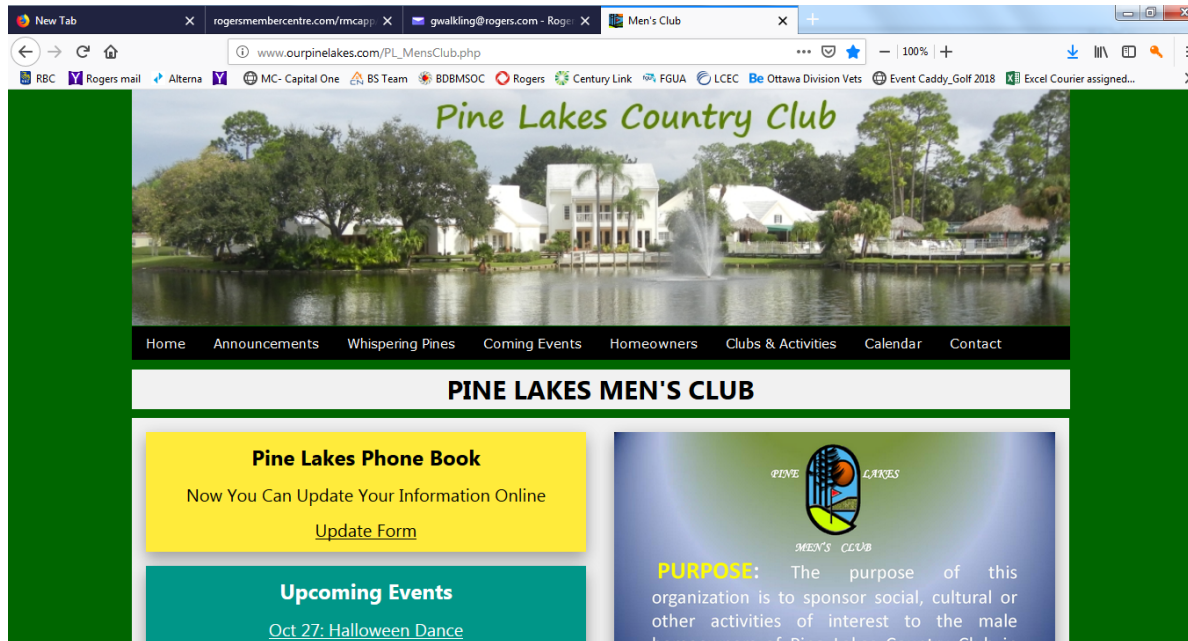 New Tab
rogersmembercentre.com/rmcapp
gwalkling@rogers.com - Roger
Men's Club
www.ourpinelakes.com/PL_MensClub.php
100%
RBC Rogers mail Alterna MC- Capital One BS Team BDBMSOC Rogers Century Link FGUA LCEC Be Ottawa Division Vets Event Caddy_Golf 2018 Excel Courier assigned...
Pine Lakes Country Club
Home Announcements Whispering Pines Coming Events Homeowners Clubs & Activities Calendar Contact
PINE LAKES MEN'S CLUB
Pine Lakes Phone Book
Now You Can Update Your Information Online
Update Form
Upcoming Events
Oct 27: Halloween Dance
PINE LAKES
MEN'S CLUB
PURPOSE: The purpose of this
organization is to sponsor social, cultural or
other activities of interest to the male